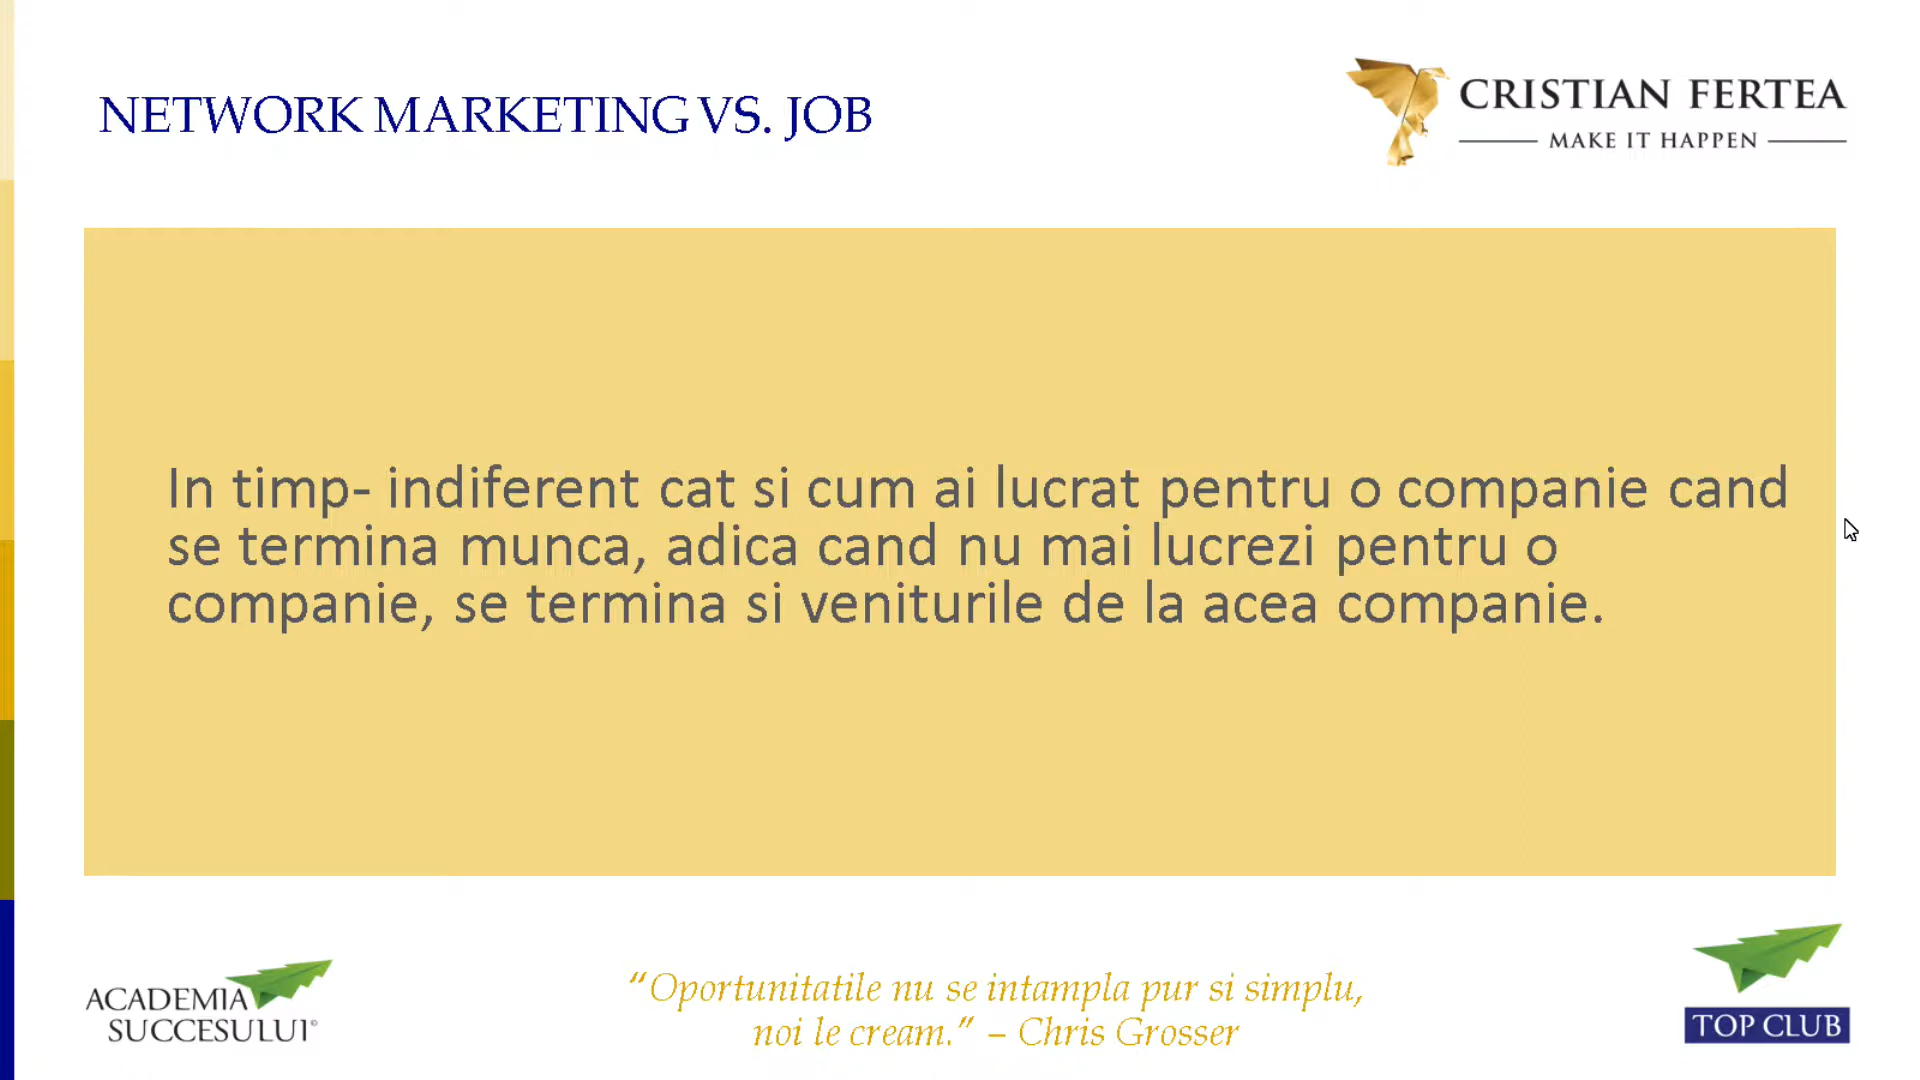 NETWORK MARKETING VS. JOB
CRISTIAN FERTEA
MAKE IT HAPPEN
In timp- indiferent cat si cum ai lucrat pentru o companie cand
se termina munca, adica cand nu mai lucrezi pentru o
companie, se termina si veniturile de la acea companie.
ACADEMIA
SUCCESULUI©
“Oportunitatile nu se intampla pur si simplu,
noi le cream.” – Chris Grosser
TOP CLUB